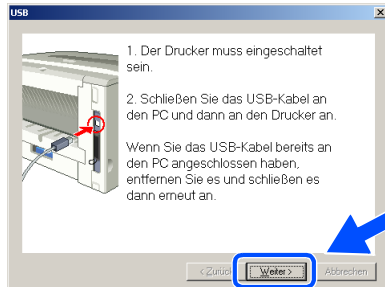 USB
1. Der Drucker muss eingeschaltet
sein.
2. Schließen Sie das USB-Kabel an
den PC und dann an den Drucker an.
Wenn Sie das USB-Kabel bereits an
den PC angeschlossen haben,
entfernen Sie es und schließen es
dann erneut an.
< Zurück Weiter > Abbrechen